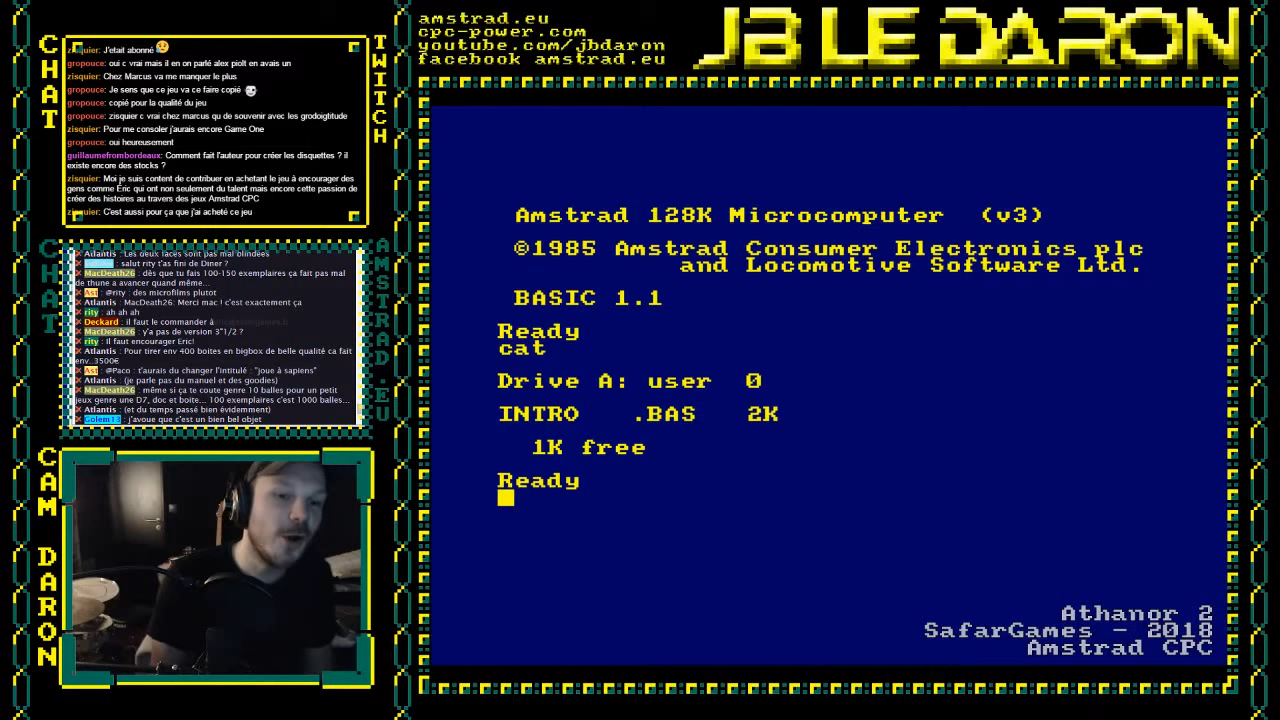 CHAT
TWITCH
zisquier: J'etait abonné
gropouce: oui c vrai mais il en on parlé alex piolt en avais un
zisquier: Chez Marcus va me manquer le plus
gropouce: Je sens que ce jeu va ce faire copié
gropouce: copié pour la qualité du jeu
gropouce: zisquier c vrai chez marcus qu de souvenir avec les grodoigtitude
zisquier: Pour me consoler j'aurais encore Game One
gropouce: oui heureusement
guillaumefrombordeaux: Comment fait l'auteur pour créer les disquettes ? il
existe encore des stocks ?
zisquier: Moi je suis content de contribuer en achetant le jeu à encourager des
gens comme Éric qui ont non seulement du talent mais encore cette passion de
créer des histoires au travers des jeux Amstrad CPC
zisquier: C'est aussi pour ça que j'ai acheté ce jeu
CHAT
AMSTRAD.EU
Atlantis : Les deux faces sont pas mal blindées
: salut rity t'as fini de Diner ?
MacDeath26 : dès que tu fais 100-150 exemplaires ça fait pas mal
de thune a avancer quand même...
Ast : @rity : des microfilms plutot
Atlantis : MacDeath26: Merci mac ! c'est exactement ça
rity : ah ah ah
Deckard : il faut le commander à
MacDeath26 : y'a pas de version 3"1/2 ?
rity : Il faut encourager Eric!
Atlantis : Pour tirer env 400 boites en bigbox de belle qualité ca fait
env..3500€
Ast : @Paco : t'aurais du changer l'intitulé : "joue à sapiens"
Atlantis : (je parle pas du manuel et des goodies)
MacDeath26 : même si ça te coute genre 10 balles pour un petit
jeux genre une D7, doc et boite... 100 exemplaires c'est 1000 balles...
Atlantis : (et du temps passé bien évidemment)
Golem13 : j'avoue que c'est un bien bel objet
CAM DARON
amstrad.eu
cpc-power.com
youtube.com/jbdaron
facebook amstrad.eu
JB LE DARON
Amstrad 128K Microcomputer (v3)
©1985 Amstrad Consumer Electronics plc
and Locomotive Software Ltd.
BASIC 1.1
Ready
cat
Drive A: user 0
INTRO .BAS 2K
1K free
Ready
Athanor 2
SafarGames - 2018
Amstrad CPC